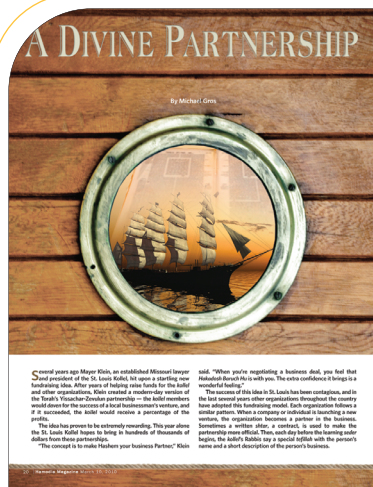 A DIVINE PARTNERSHIP
By Michael Gros
Several years ago Mayer Klein, an established Missouri lawyer
and president of the St. Louis Kollel, hit upon a startling new
fundraising idea. After years of helping raise funds for the kollel
and other organizations, Klein created a modern-day version of
the Torah's Yissachar-Zevulun partnership — the kollel members
would daven for the success of a local businessman's venture, and
if it succeeded, the kollel would receive a percentage of the
profits.
The idea has proven to be extremely rewarding. This year alone
the St. Louis Kollel hopes to bring in hundreds of thousands of
dollars from these partnerships.
"The concept is to make Hashem your business Partner," Klein
said. "When you're negotiating a business deal, you feel that
Hakadosh Baruch Hu is with you. The extra confidence it brings is a
wonderful feeling."
The success of this idea in St. Louis has been contagious, and in
the last several years other organizations throughout the country
have adopted this fundraising model. Each organization follows a
similar pattern. When a company or individual is launching a new
venture, the organization becomes a partner in the business.
Sometimes a written shtar, a contract, is used to make the
partnership more official. Then, each day before the learning seder
begins, the kollel's Rabbis say a special tefillah with the person's
name and a short description of the person's business.
20 Hamodia Magazine March 10, 2010